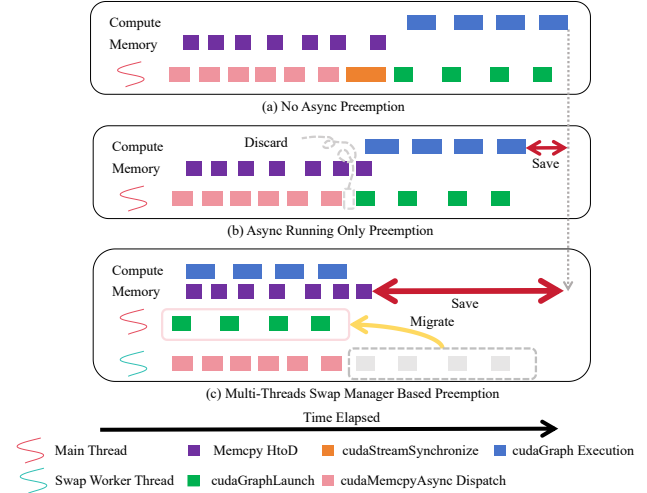 Compute
Memory
(a) No Async Preemption
Compute
Discard
Memory
Save
(b) Async Running Only Preemption
Compute
Memory
Save
Migrate
(c) Multi-Threads Swap Manager Based Preemption
Time Elapsed
Main Thread Memcpy HtoD cudaStreamSynchronize cudaGraph Execution
Swap Worker Thread cudaGraphLaunch cudaMemcpyAsync Dispatch